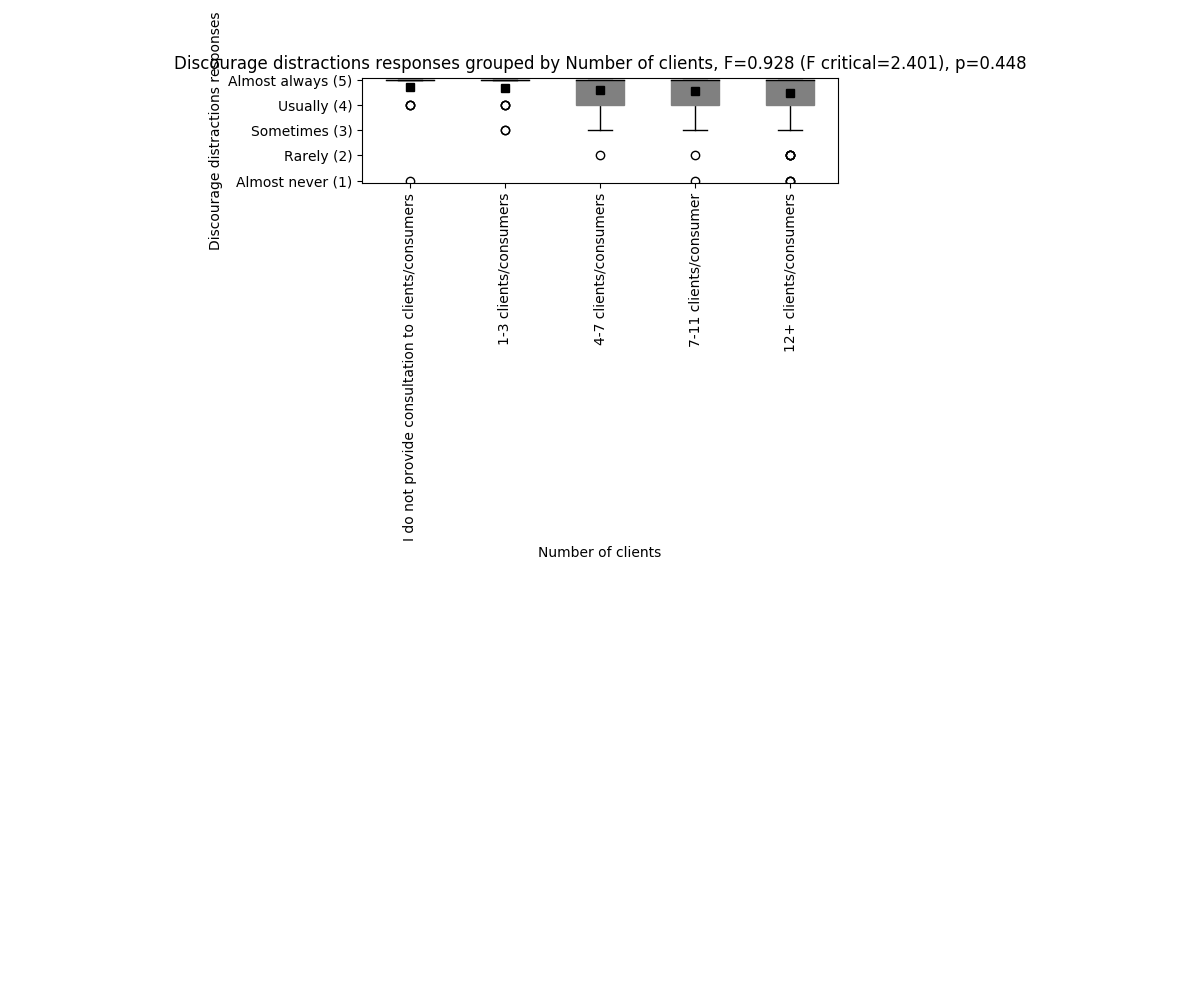 Discourage distractions responses grouped by Number of clients, F=0.928 (F critical=2.401), p=0.448
Discourage distractions responses
Almost always (5)
Usually (4)
Sometimes (3)
Rarely (2)
Almost never (1)
I do not provide consultation to clients/consumers
1-3 clients/consumers
4-7 clients/consumers
7-11 clients/consumer
12+ clients/consumers
Number of clients